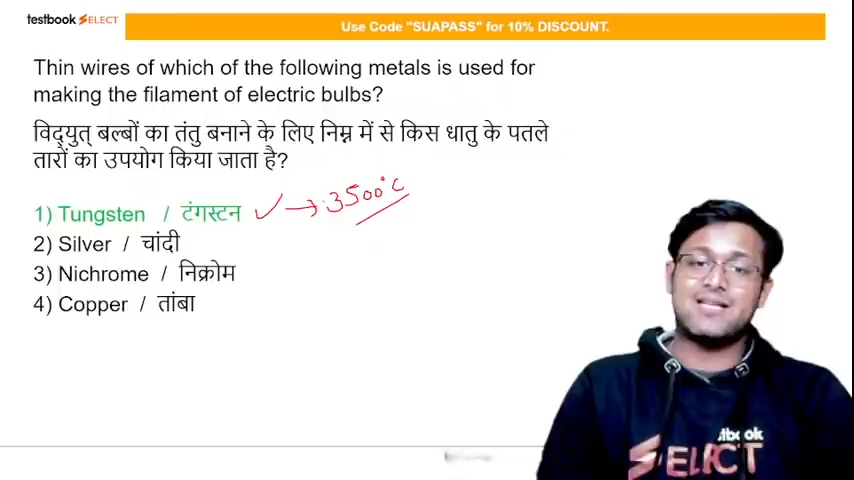 testbook SELECT
Use Code "SUAPASS" for 10% DISCOUNT.
Thin wires of which of the following metals is used for
making the filament of electric bulbs?
विद्युत् बल्बों का तंतु बनाने के लिए निम्न में से किस धातु के पतले
तारों का उपयोग किया जाता है?
1) Tungsten / टंगस्टन ✓ → 3500°C
2) Silver / चांदी
3) Nichrome / निक्रोम
4) Copper / तांबा
tbook
SELECT